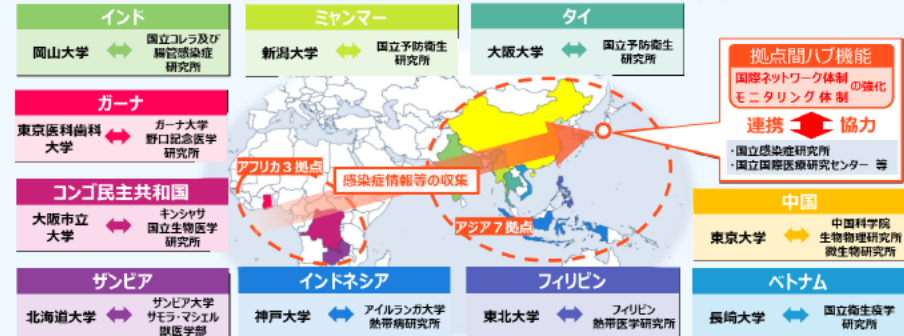 インド
岡山大学
国立コレラ及び
腸管感染症
研究所
ミャンマー
新潟大学
国立予防衛生
研究所
タイ
大阪大学
国立予防衛生
研究所
拠点間ハブ機能
国際ネットワーク体制
モニタリング体制
の強化
連携
協力
・国立感染症研究所
・国立国際医療研究センター 等
ガーナ
東京医科歯科
大学
ガーナ大学
野口記念医学
研究所
アフリカ3拠点
感染症情報等の収集
アジア7拠点
コンゴ民主共和国
大阪市立
大学
キンシャサ
国立生物医学
研究所
中国
東京大学
中国科学院
生物物理研究所
微生物研究所
ザンビア
北海道大学
ザンビア大学
サモラ・マシェル
獣医学部
インドネシア
神戸大学
アイルランガ大学
熱帯病研究所
フィリピン
東北大学
フィリピン
熱帯医学研究所
ベトナム
長崎大学
国立衛生疫学
研究所